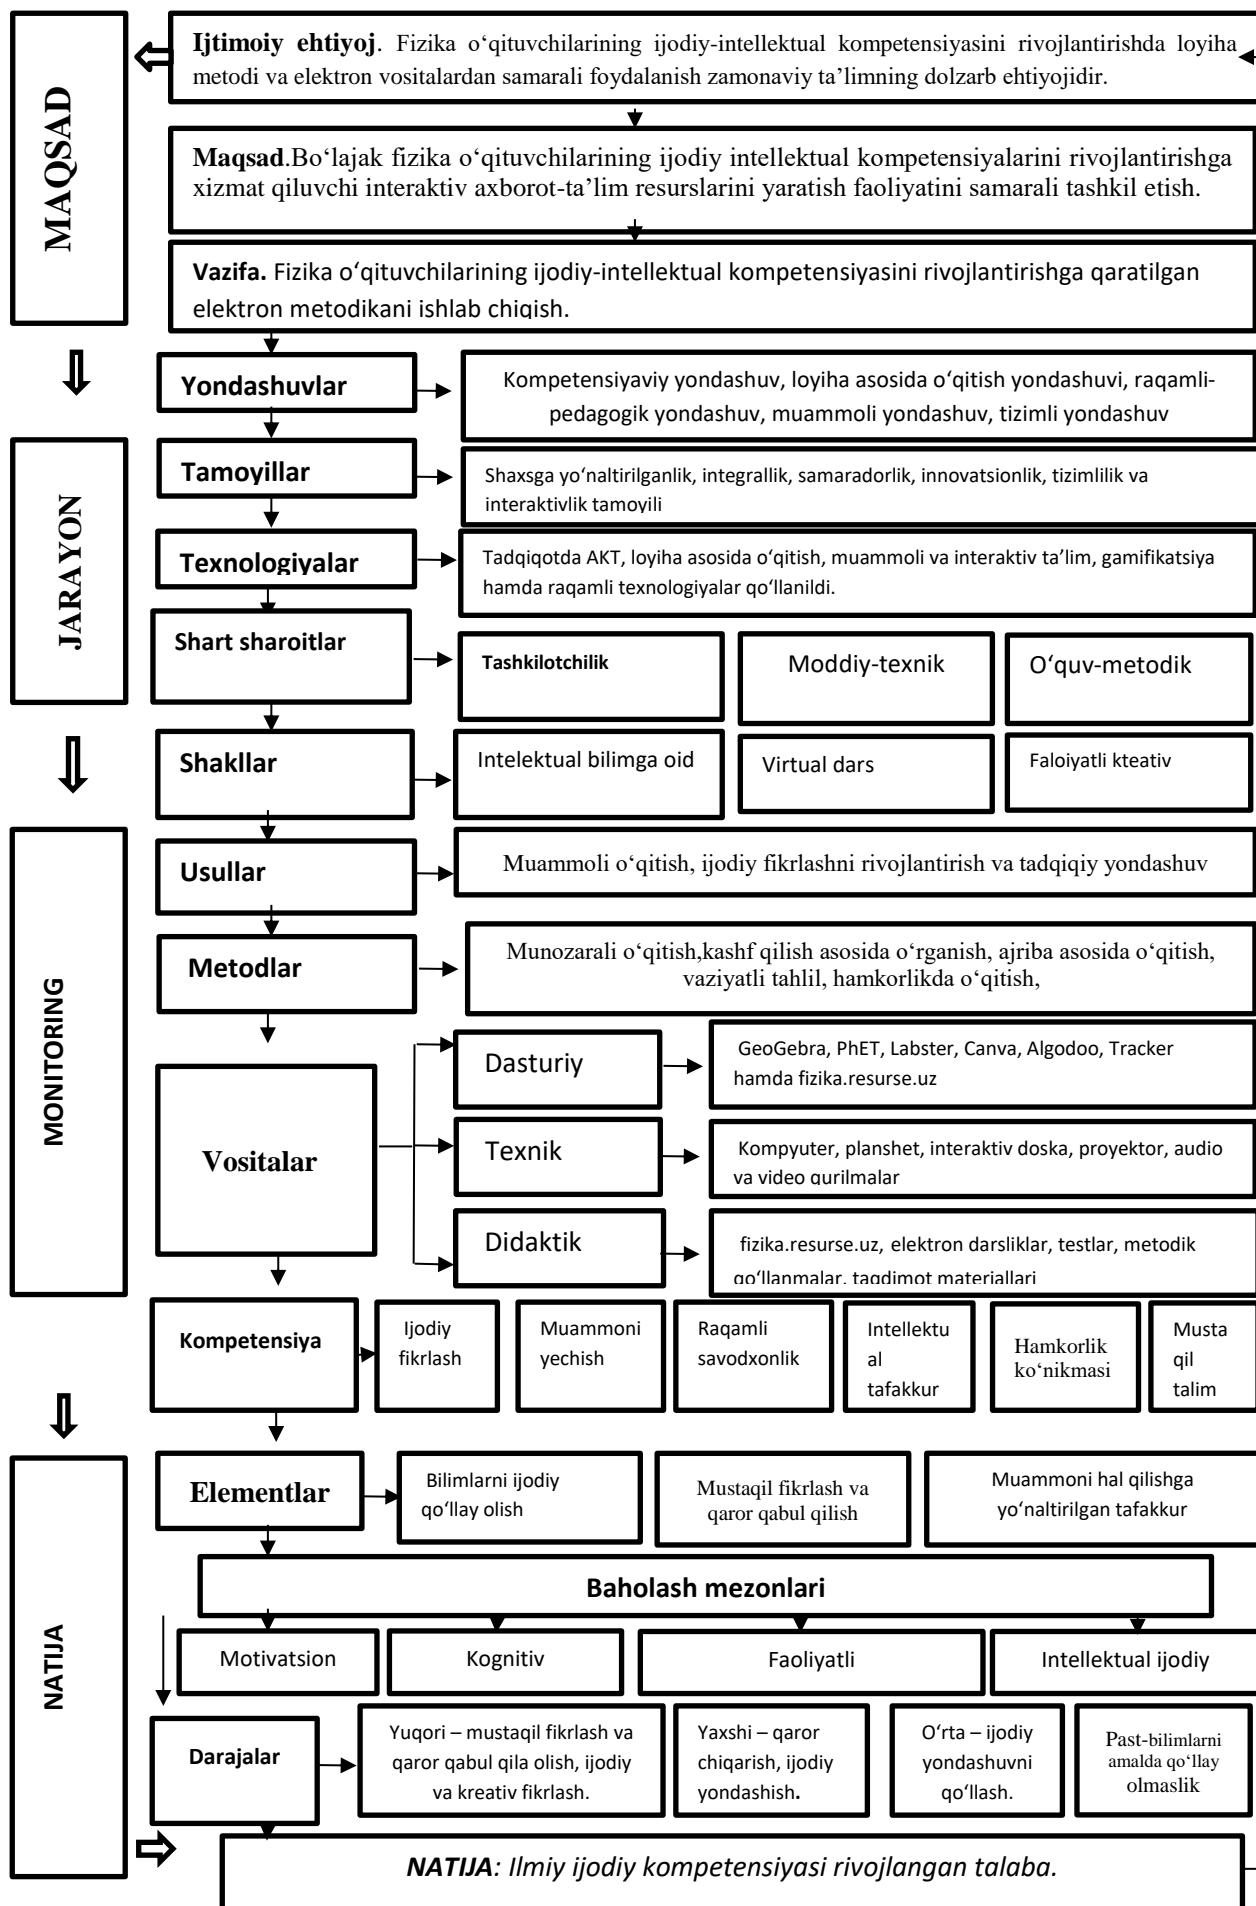 MAQSAD
Ijtimoiy ehtiyoj. Fizika o‘qituvchilarining ijodiy-intellektual kompetensiyasini rivojlantirishda loyiha
metodi va elektron vositalardan samarali foydalanish zamonaviy ta’limning dolzarb ehtiyojidir.
Maqsad.Bo‘lajak fizika o‘qituvchilarining ijodiy intellektual kompetensiyalarini rivojlantirishga
xizmat qiluvchi interaktiv axborot-ta’lim resurslarini yaratish faoliyatini samarali tashkil etish.
Vazifa. Fizika o‘qituvchilarining ijodiy-intellektual kompetensiyasini rivojlantirishga qaratilgan
elektron metodikani ishlab chiqish.
JARAYON
Yondashuvlar
Kompetensiyaviy yondashuv, loyiha asosida o‘qitish yondashuvi, raqamli-
pedagogik yondashuv, muammoli yondashuv, tizimli yondashuv
Tamoyillar
Shaxsga yo‘naltirilganlik, integrallik, samaradorlik, innovatsionlik, tizimlilik va
interaktivlik tamoyili
Texnologiyalar
Tadqiqotda AKT, loyiha asosida o‘qitish, muammoli va interaktiv ta’lim, gamifikatsiya
hamda raqamli texnologiyalar qo‘llanildi.
Shart sharoitlar
Tashkilotchilik
Moddiy-texnik
O‘quv-metodik
Shakllar
Intelektual bilimga oid
Virtual dars
Faloiyatli kteativ
MONITORING
Usullar
Muammoli o‘qitish, ijodiy fikrlashni rivojlantirish va tadqiqiy yondashuv
Metodlar
Munozarali o‘qitish,kashf qilish asosida o‘rganish, ajriba asosida o‘qitish,
vaziyatli tahlil, hamkorlikda o‘qitish,
Vositalar
Dasturiy
GeoGebra, PhET, Labster, Canva, Algodoo, Tracker
hamda fizika.resurse.uz
Texnik
Kompyuter, planshet, interaktiv doska, proyektor, audio
va video qurilmalar
Didaktik
fizika.resurse.uz, elektron darsliklar, testlar, metodik
qo‘llanmalar, taqdimot materiallari
Kompetensiya
Ijodiy
fikrlash
Muammoni
yechish
Raqamli
savodxonlik
Intellektu
al
tafakkur
Hamkorlik
ko‘nikmasi
Musta
qil
talim
NATIJA
Elementlar
Bilimlarni ijodiy
qo‘llay olish
Mustaqil fikrlash va
qaror qabul qilish
Muammoni hal qilishga
yo‘naltirilgan tafakkur
Baholash mezonlari
Motivatsion
Kognitiv
Faoliyatli
Intellektual ijodiy
Darajalar
Yuqori – mustaqil fikrlash va
qaror qabul qila olish, ijodiy
va kreativ fikrlash.
Yaxshi – qaror
chiqarish, ijodiy
yondashish.
O‘rta – ijodiy
yondashuvni
qo‘llash.
Past-bilimlarni
amalda qo‘llay
olmaslik
NATIJA: Ilmiy ijodiy kompetensiyasi rivojlangan talaba.